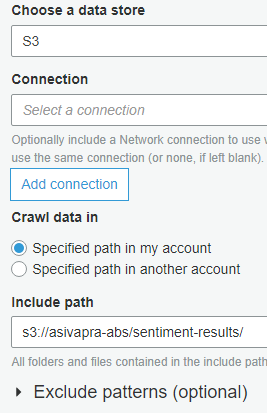 Choose a data store
S3
Connection
Select a connection
Optionally include a Network connection to use
use the same connection (or none, if left blank).
Add connection
Crawl data in
Specified path in my account
Specified path in another account
Include path
s3://asivapra-abs/sentiment-results/
All folders and files contained in the include path
Exclude patterns (optional)